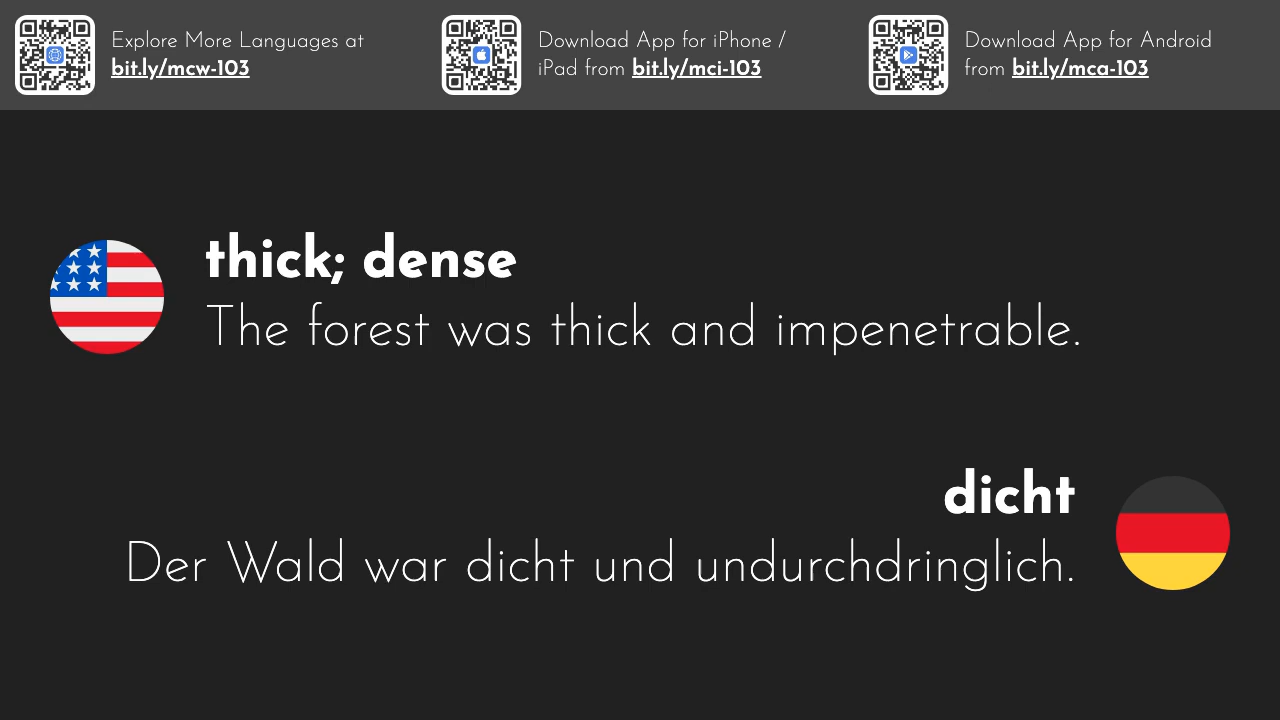 Explore More Languages at
bit.ly/mcw-103
Download App for iPhone /
iPad from bit.ly/mci-103
Download App for Android
from bit.ly/mca-103
thick; dense
The forest was thick and impenetrable.
dicht
Der Wald war dicht und undurchdringlich.